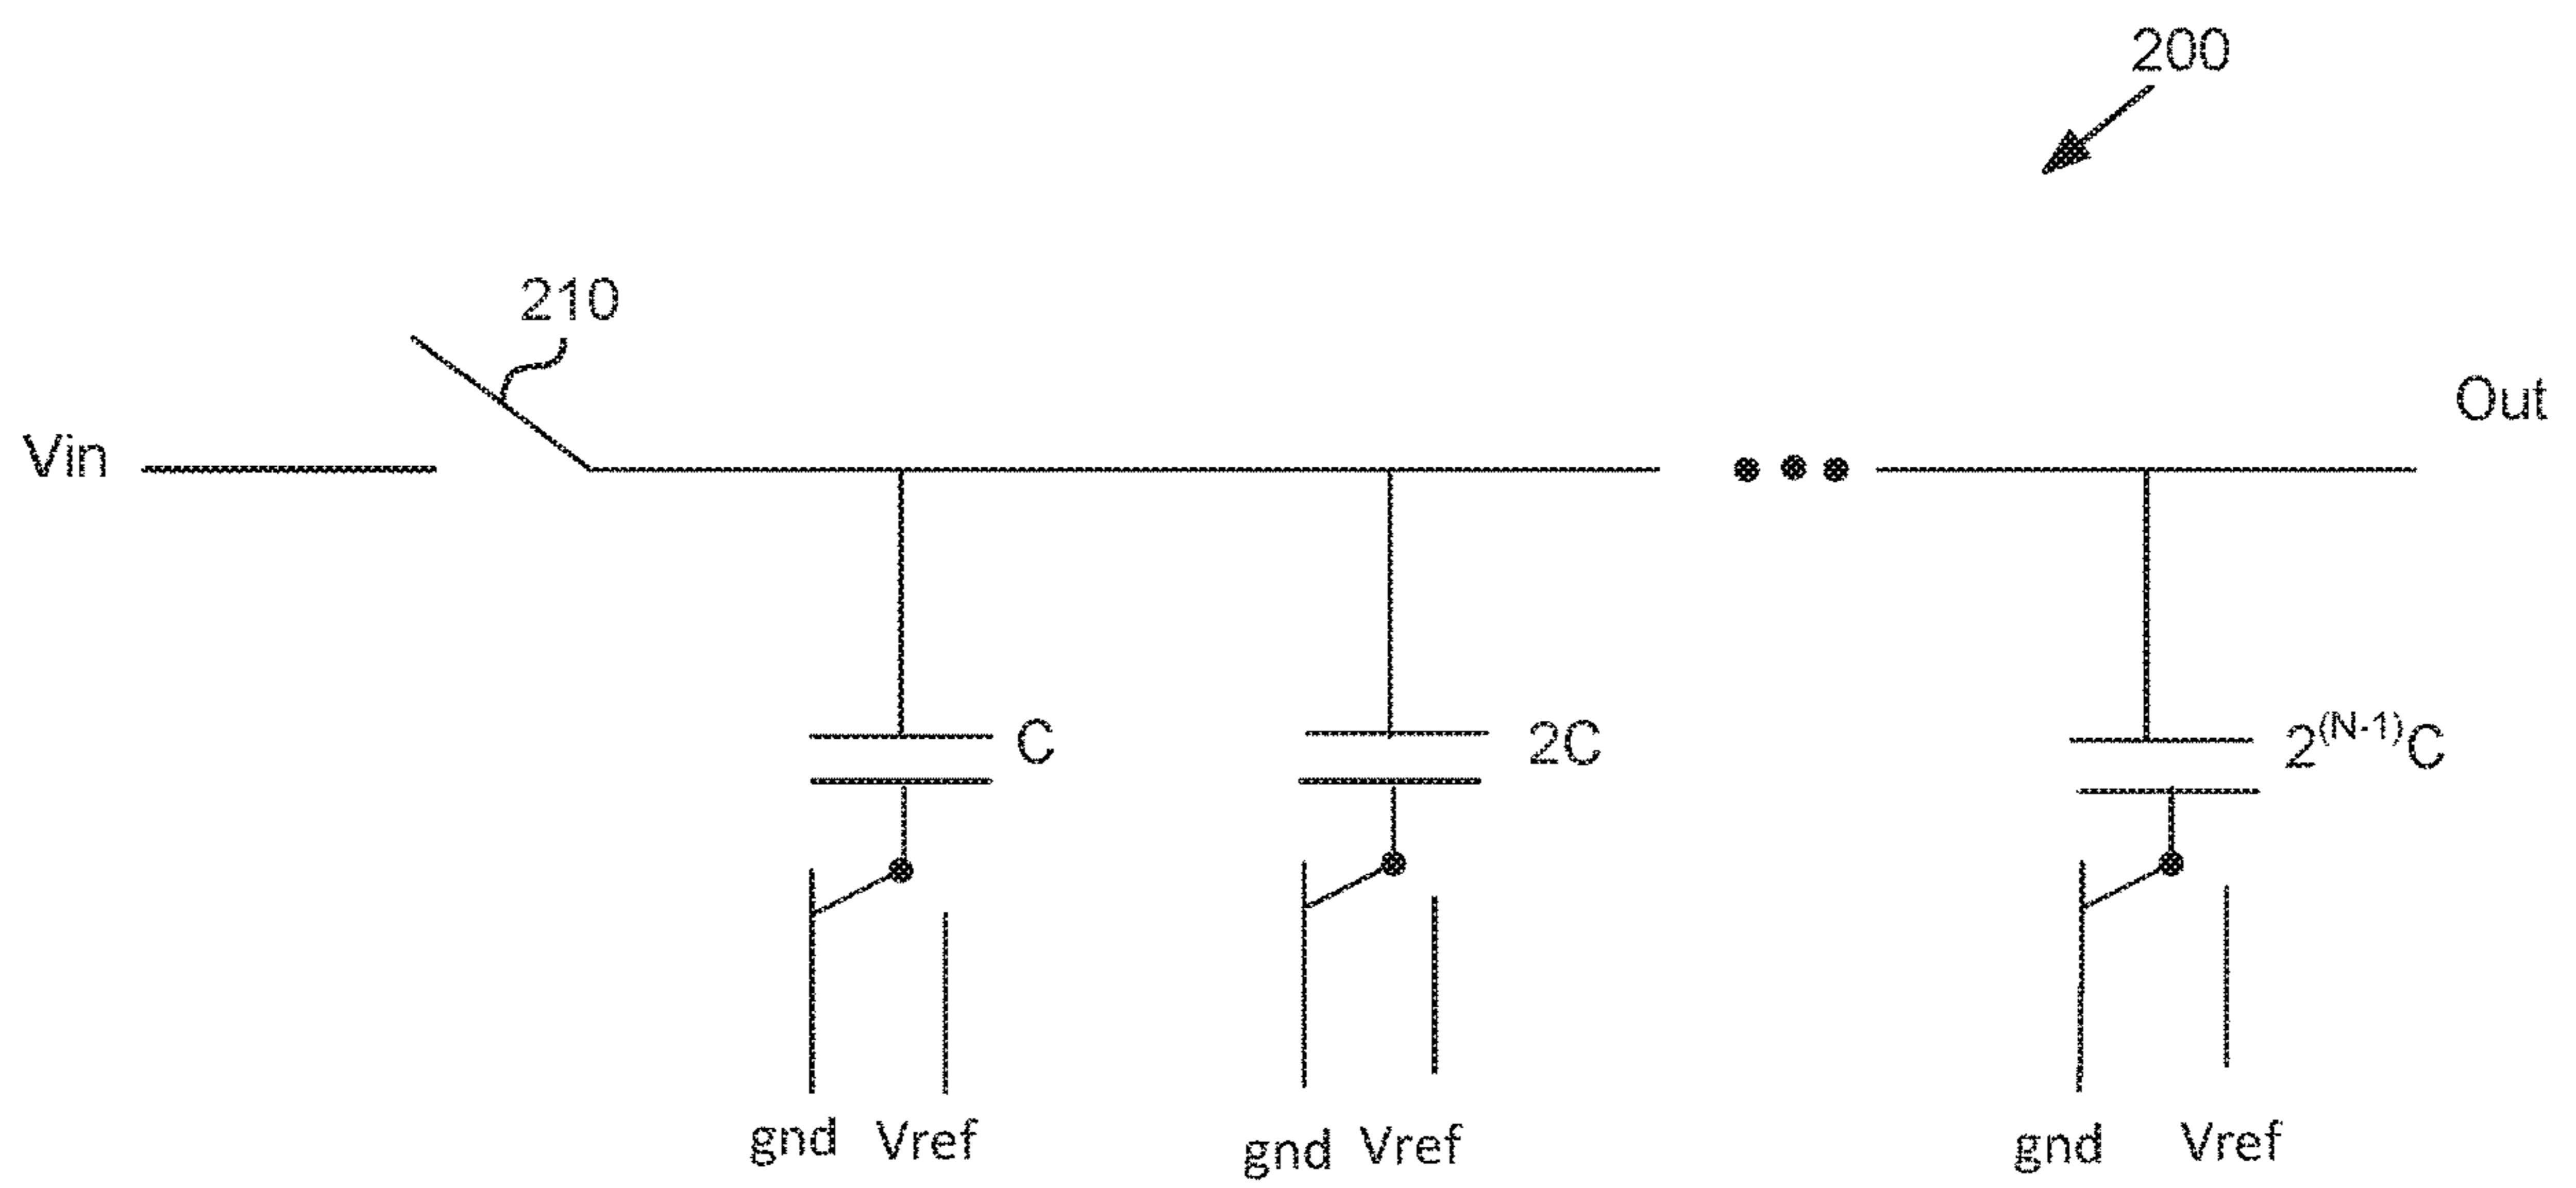 200
210
Vin
Out
C
2C
2(N-1)C
gnd Vref
gnd Vref
gnd Vref